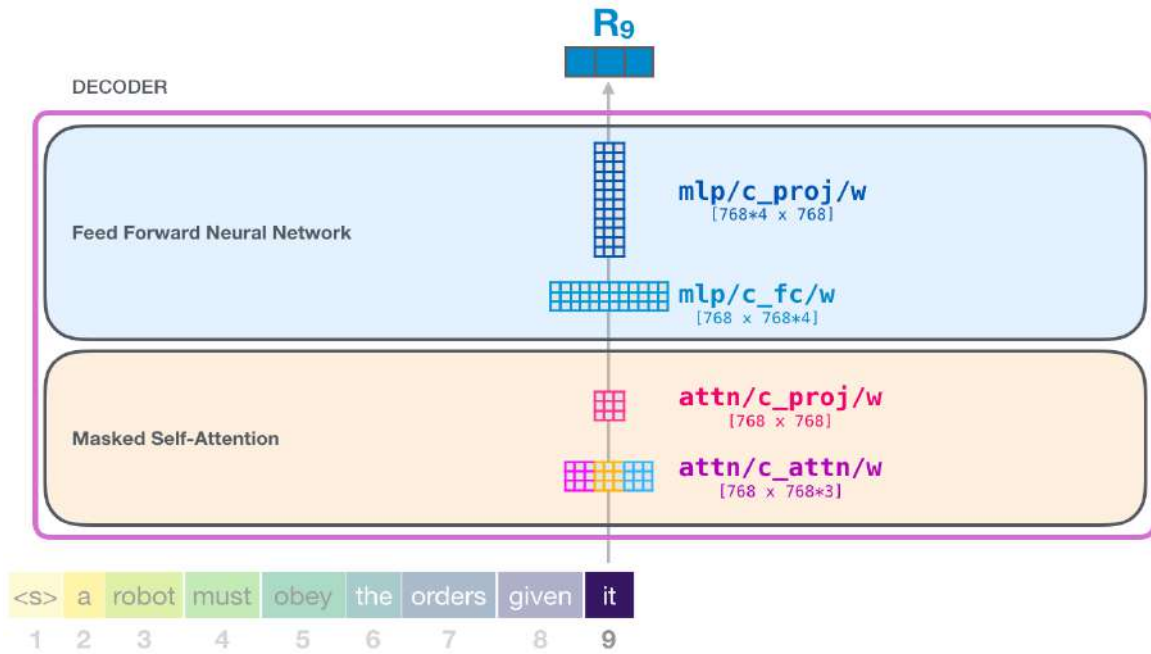 R9
DECODER
mlp/c_proj/w
[768*4 x 768]
Feed Forward Neural Network
mlp/c_fc/w
[768 x 768*4]
attn/c_proj/w
[768 x 768]
Masked Self-Attention
attn/c_attn/w
[768 x 768*3]
<s> a robot must obey the orders given it
1 2 3 4 5 6 7 8 9